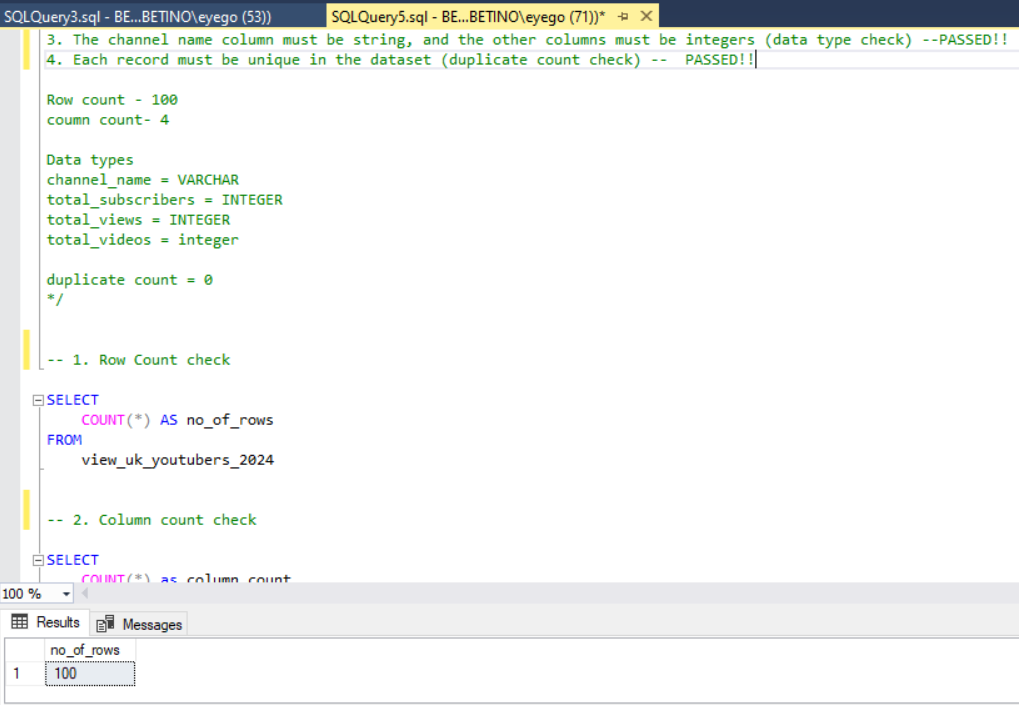 SQLQuery3.sql - BE...BETINO\eyego (53))
SQLQuery5.sql - BE...BETINO\eyego (71))*
3. The channel name column must be string, and the other columns must be integers (data type check) --PASSED!!
4. Each record must be unique in the dataset (duplicate count check) --  PASSED!!
Row count - 100
coumn count- 4
Data types
channel_name = VARCHAR
total_subscribers = INTEGER
total_views = INTEGER
total_videos = integer
duplicate count = 0
*/
-- 1. Row Count check
SELECT
COUNT(*) AS no_of_rows
FROM
view_uk_youtubers_2024
-- 2. Column count check
SELECT
COUNT(*) as column_count
100 %
Results
Messages
no_of_rows
1 100